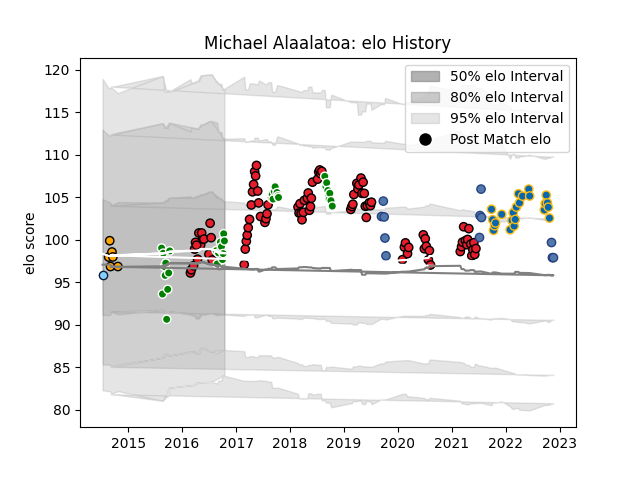 Michael Alaalatoa: elo History
50% elo Interval
80% elo Interval
95% elo Interval
Post Match elo
elo score
120
115
110
105
100
95
90
85
80
2015 2016 2017 2018 2019 2020 2021 2022 2023